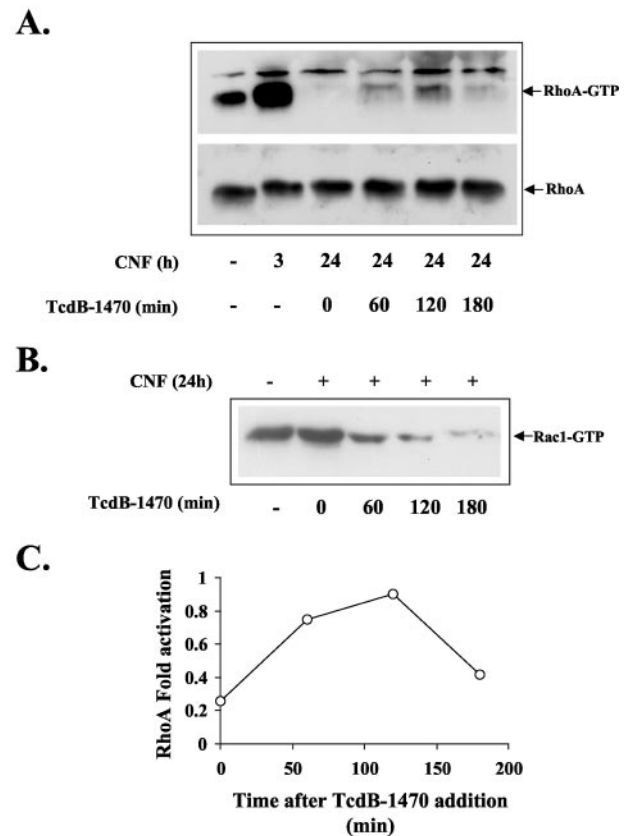 A.
RhoA-GTP
RhoA
CNF (h) - 3 24 24 24 24
TcdB-1470 (min) - - 0 60 120 180
B.
CNF (24h) - + + + +
Rac1-GTP
TcdB-1470 (min) - 0 60 120 180
C.
RhoA Fold activation
1
0.8
0.6
0.4
0.2
0
0 50 100 150 200
Time after TcdB-1470 addition
(min)